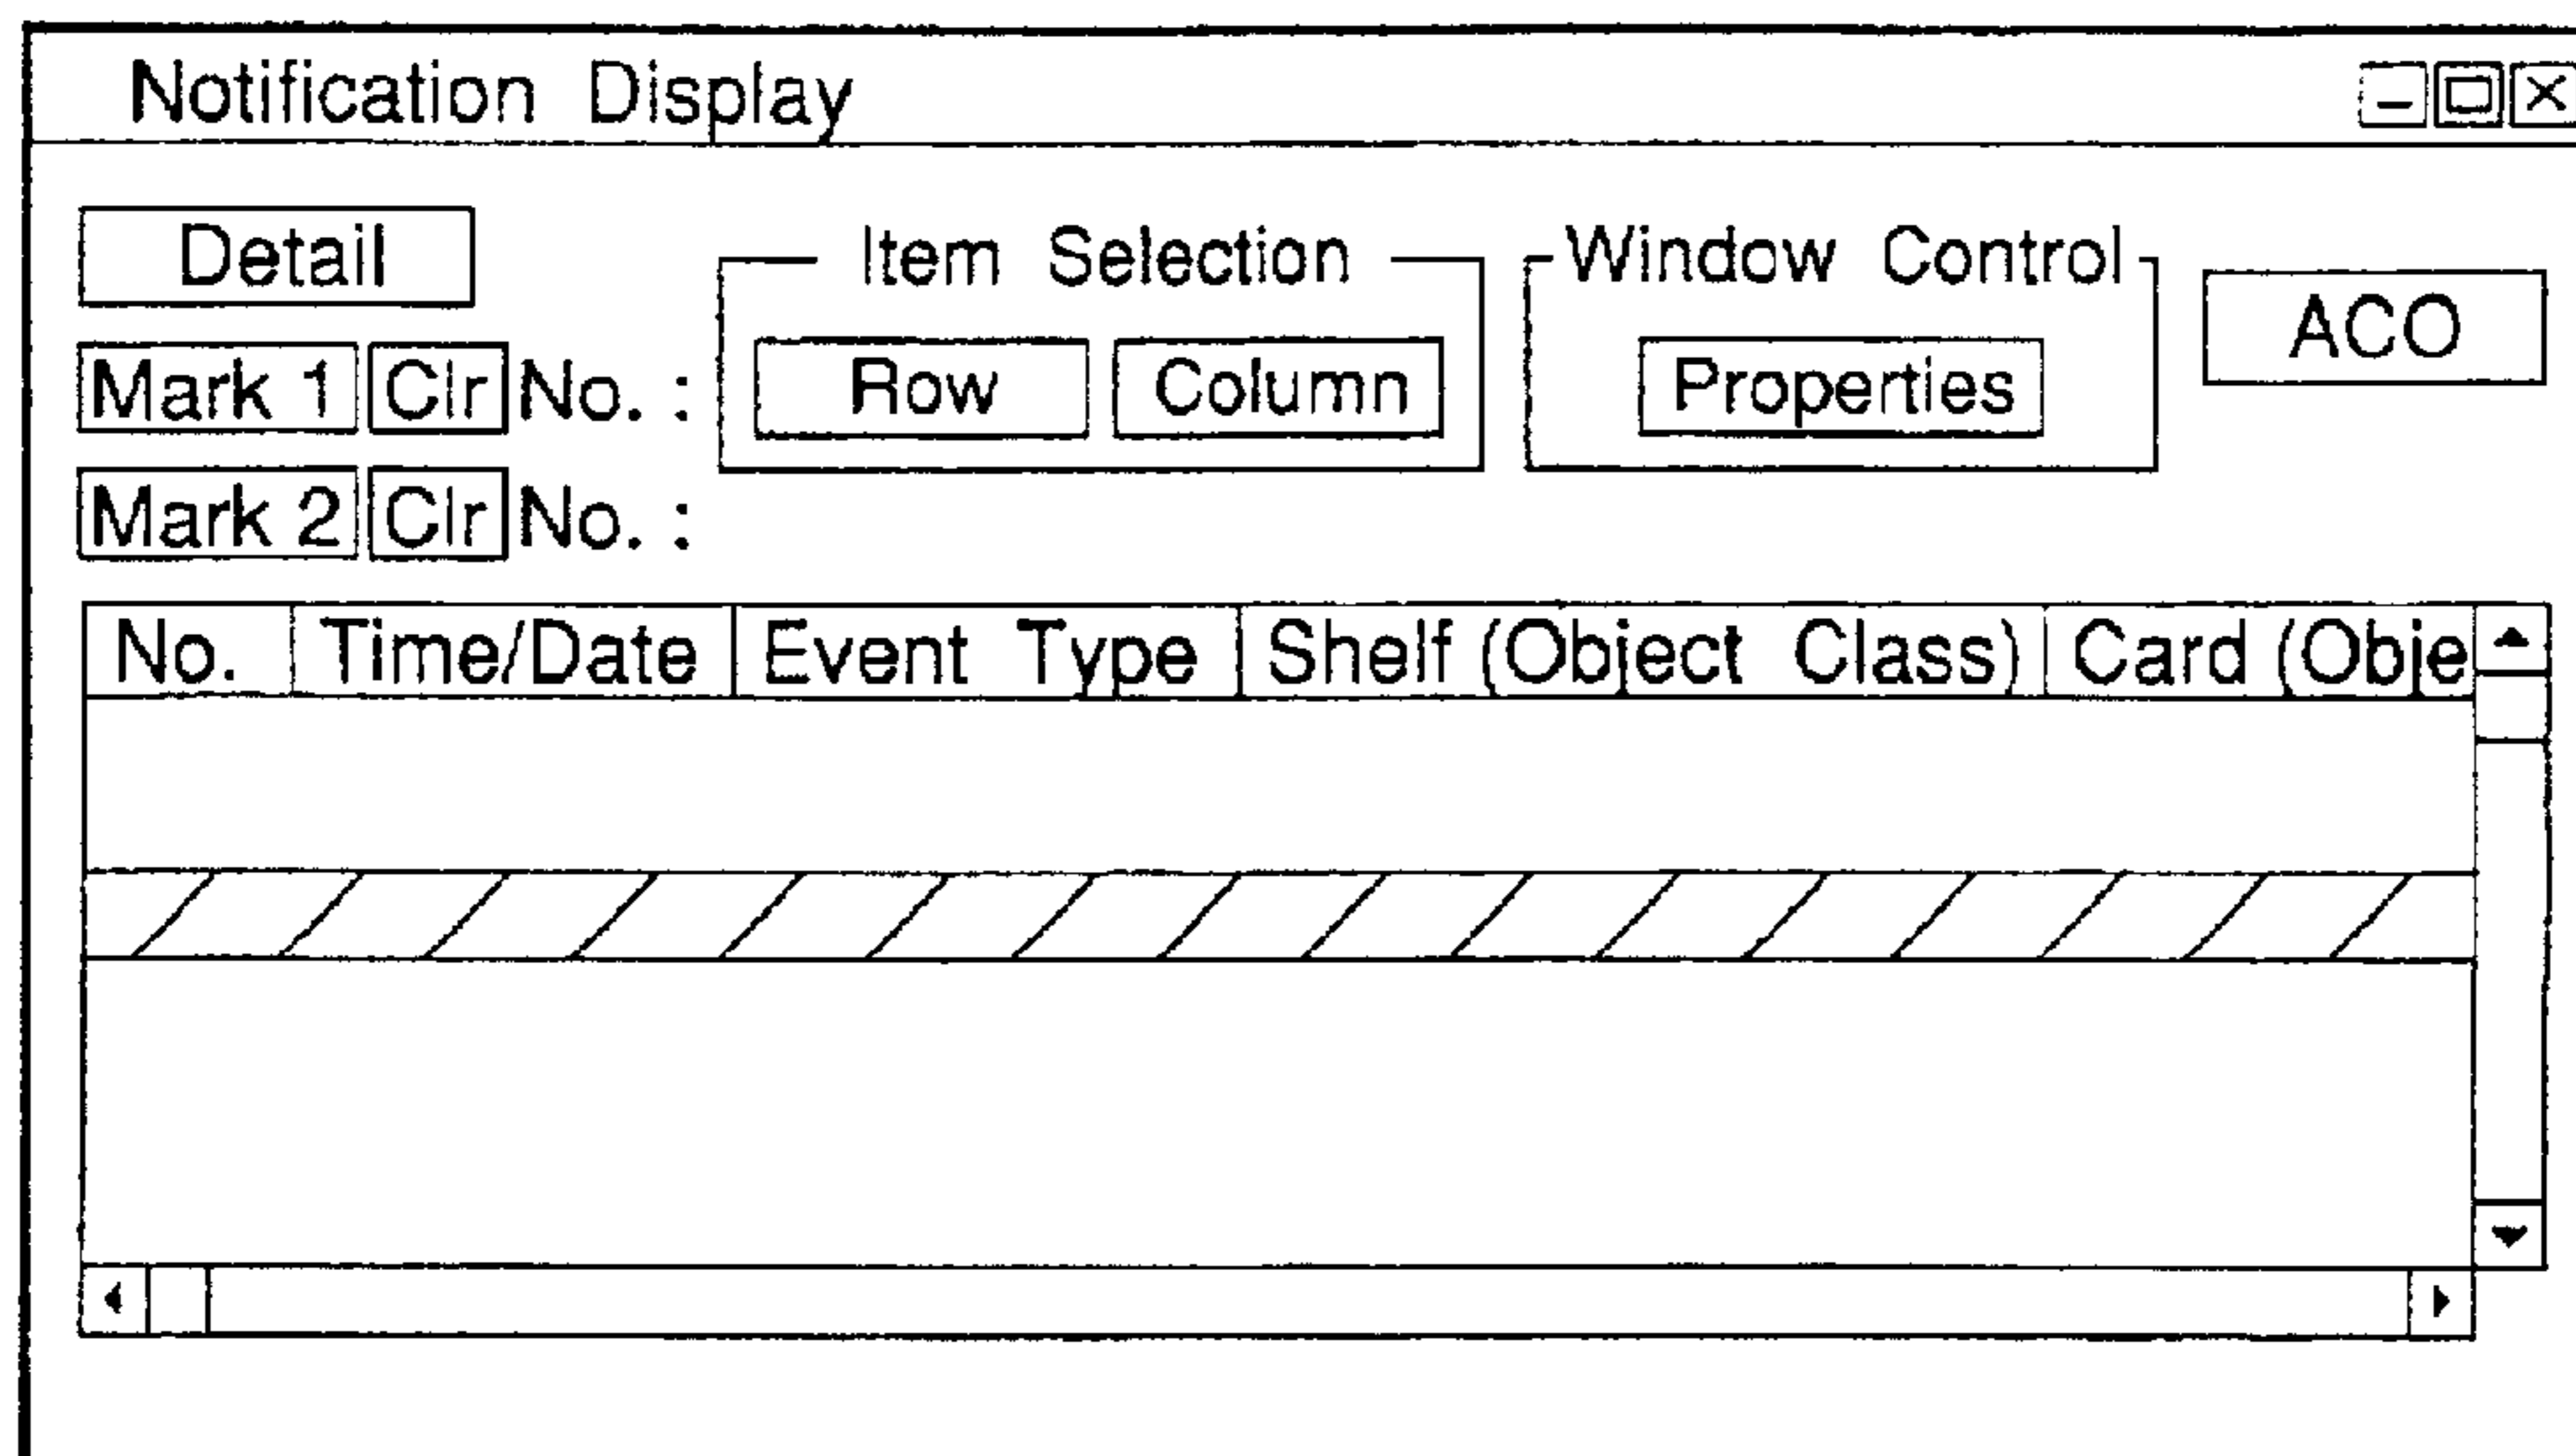 Notification Display
Detail
Item Selection
Window Control
ACO
Mark 1 Clr No. :
Row Column
Properties
Mark 2 Clr No. :
No. Time/Date Event Type Shelf (Object Class) Card (Obje